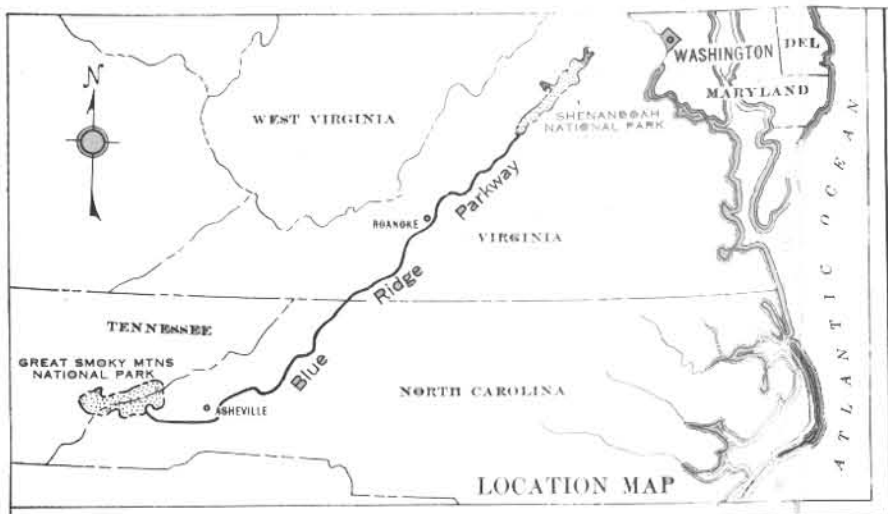 N
WEST VIRGINIA
WASHINGTON
DEL
MARYLAND
SHENANDOAH
NATIONAL PARK
ROANOKE
VIRGINIA
Blue Ridge Parkway
ATLANTIC OCEAN
TENNESSEE
GREAT SMOKY MTNS
NATIONAL PARK
ASHEVILLE
NORTH CAROLINA
LOCATION MAP